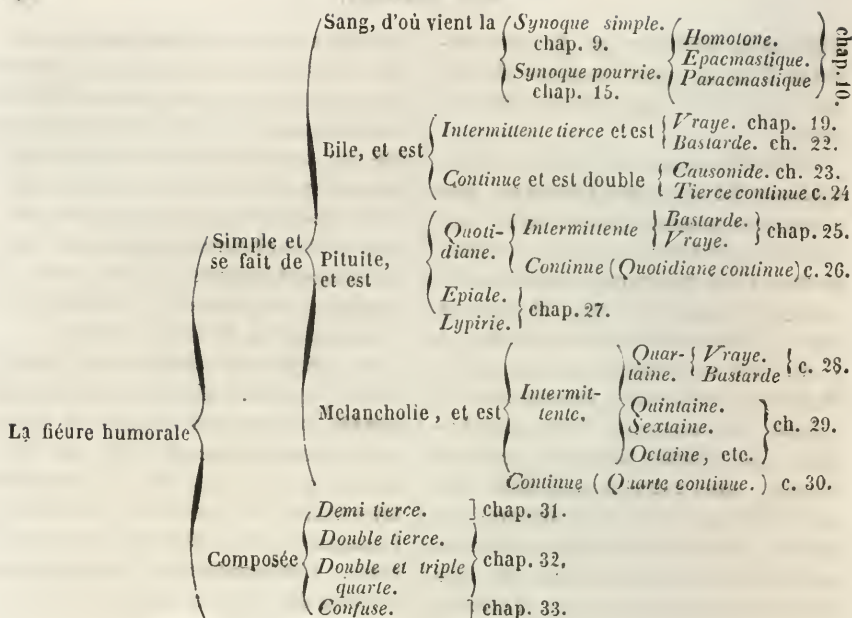 Sang, d'où vient la
Synoque simple.
chap. 9.
Synoque pourrie.
chap. 15.
Homotone.
Epacmastique.
Paracmastique
chap. 10.
Bile, et est
Intermittente tierce et est
Vraye. chap. 19.
Bastarde. ch. 22.
Continue et est double
Causonide. ch. 23.
Tierce continue c. 24
Simple et
se fait de
Pituite,
et est
Quoti-
diane.
Intermittente
Bastarde.
Vraye.
chap. 25.
Continue (Quotidiane continue) c. 26.
Epiale.
Lypirie.
chap. 27.
La fiéure humorale
Melancholie, et est
Intermit-
tente.
Quar-
taine.
Vraye.
Bastarde
c. 28.
Quintaine.
Sextaine.
Octaine, etc.
ch. 29.
Continue (Quarte continue.) c. 30.
Composée
Demi tierce. ] chap. 31.
Double tierce.
Double et triple
quarte.
chap. 32.
Confuse. } chap. 33.